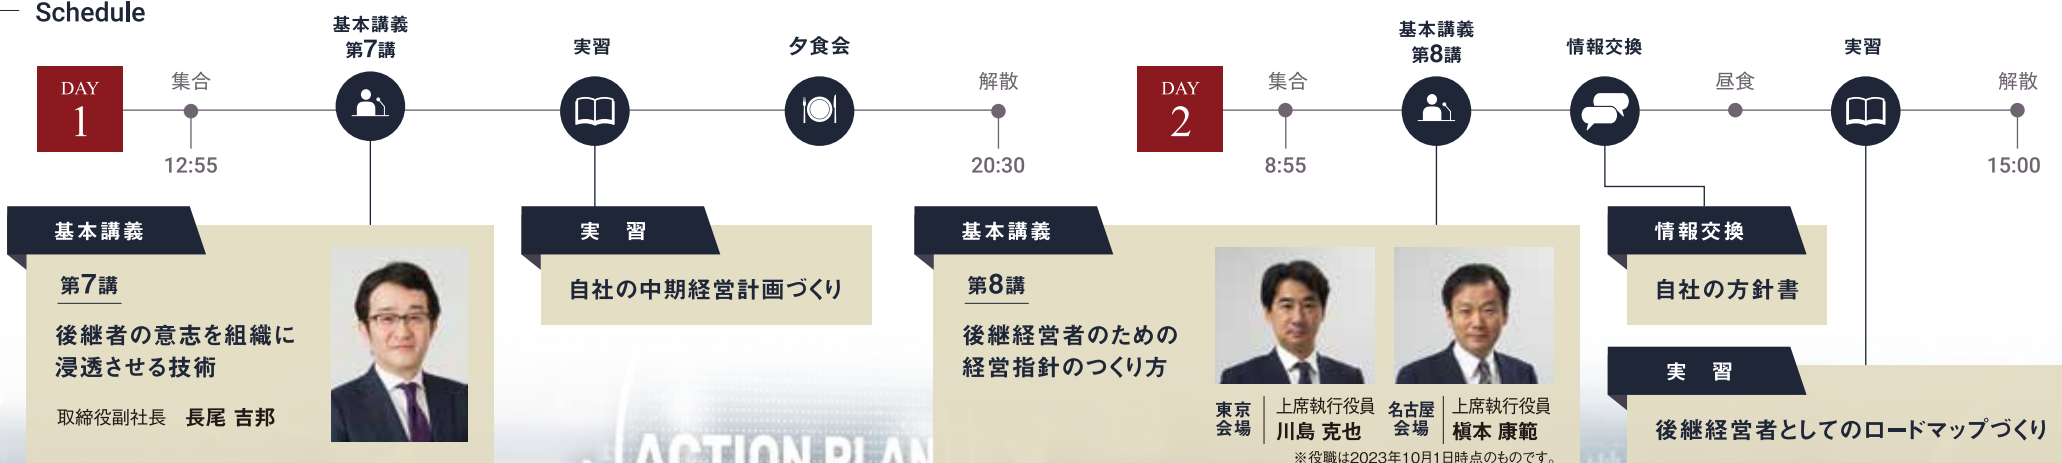 Schedule
DAY
1
集合
12:55
基本講義
第7講
実習
夕食会
解散
20:30
基本講義
第7講
後継者の意志を組織に
浸透させる技術
取締役副社長 長尾 吉邦
実 習
自社の中期経営計画づくり
DAY
2
集合
8:55
基本講義
第8講
情報交換
昼食
実習
解散
15:00
基本講義
第8講
後継経営者のための
経営指針のつくり方
東京
会場
上席執行役員
川島 克也
名古屋
会場
上席執行役員
槇本 康範
※役職は2023年10月1日時点のものです。
情報交換
自社の方針書
実 習
後継経営者としてのロードマップづくり
ACTION PLAN